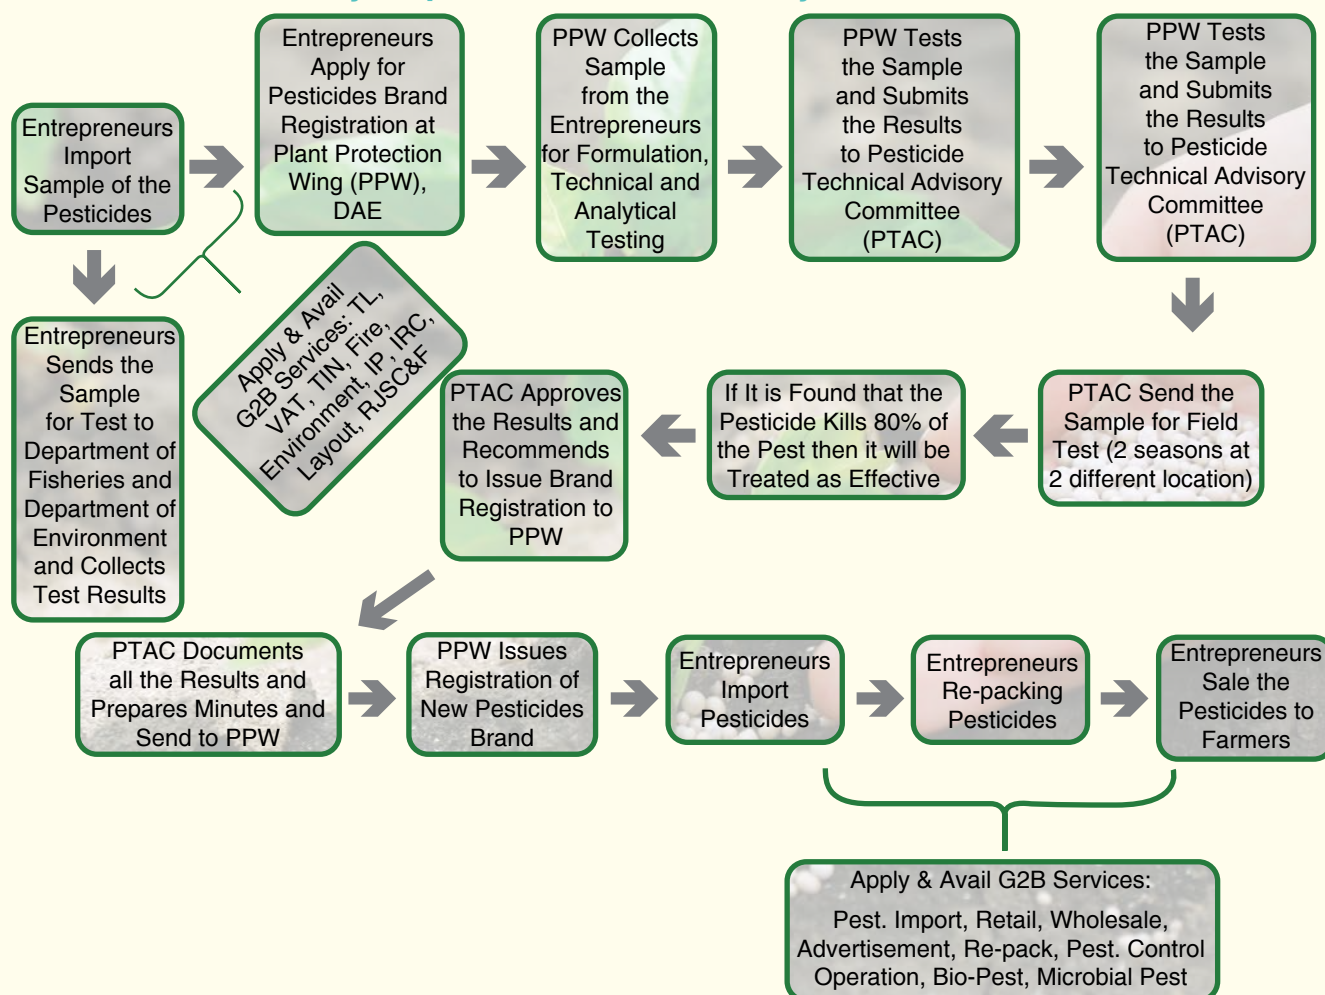 Entrepreneurs
Import
Sample of the
Pesticides
Entrepreneurs
Apply for
Pesticides Brand
Registration at
Plant Protection
Wing (PPW),
DAE
PPW Collects
Sample
from the
Entrepreneurs
for Formulation,
Technical and
Analytical
Testing
PPW Tests
the Sample
and Submits
the Results
to Pesticide
Technical Advisory
Committee
(PTAC)
PPW Tests
the Sample
and Submits
the Results
to Pesticide
Technical Advisory
Committee
(PTAC)
Entrepreneurs
Sends the
Sample
for Test to
Department of
Fisheries and
Department of
Environment
and Collects
Test Results
Apply & Avail
G2B Services: TL,
VAT, TIN, Fire,
Environment, IP, IRC,
Layout, RJSC&F
PTAC Approves
the Results and
Recommends
to Issue Brand
Registration to
PPW
If It is Found that the
Pesticide Kills 80% of
the Pest then it will be
Treated as Effective
PTAC Send the
Sample for Field
Test (2 seasons at
2 different location)
PTAC Documents
all the Results and
Prepares Minutes and
Send to PPW
PPW Issues
Registration of
New Pesticides
Brand
Entrepreneurs
Import
Pesticides
Entrepreneurs
Re-packing
Pesticides
Entrepreneurs
Sale the
Pesticides to
Farmers
Apply & Avail G2B Services:
Pest. Import, Retail, Wholesale,
Advertisement, Re-pack, Pest. Control
Operation, Bio-Pest, Microbial Pest